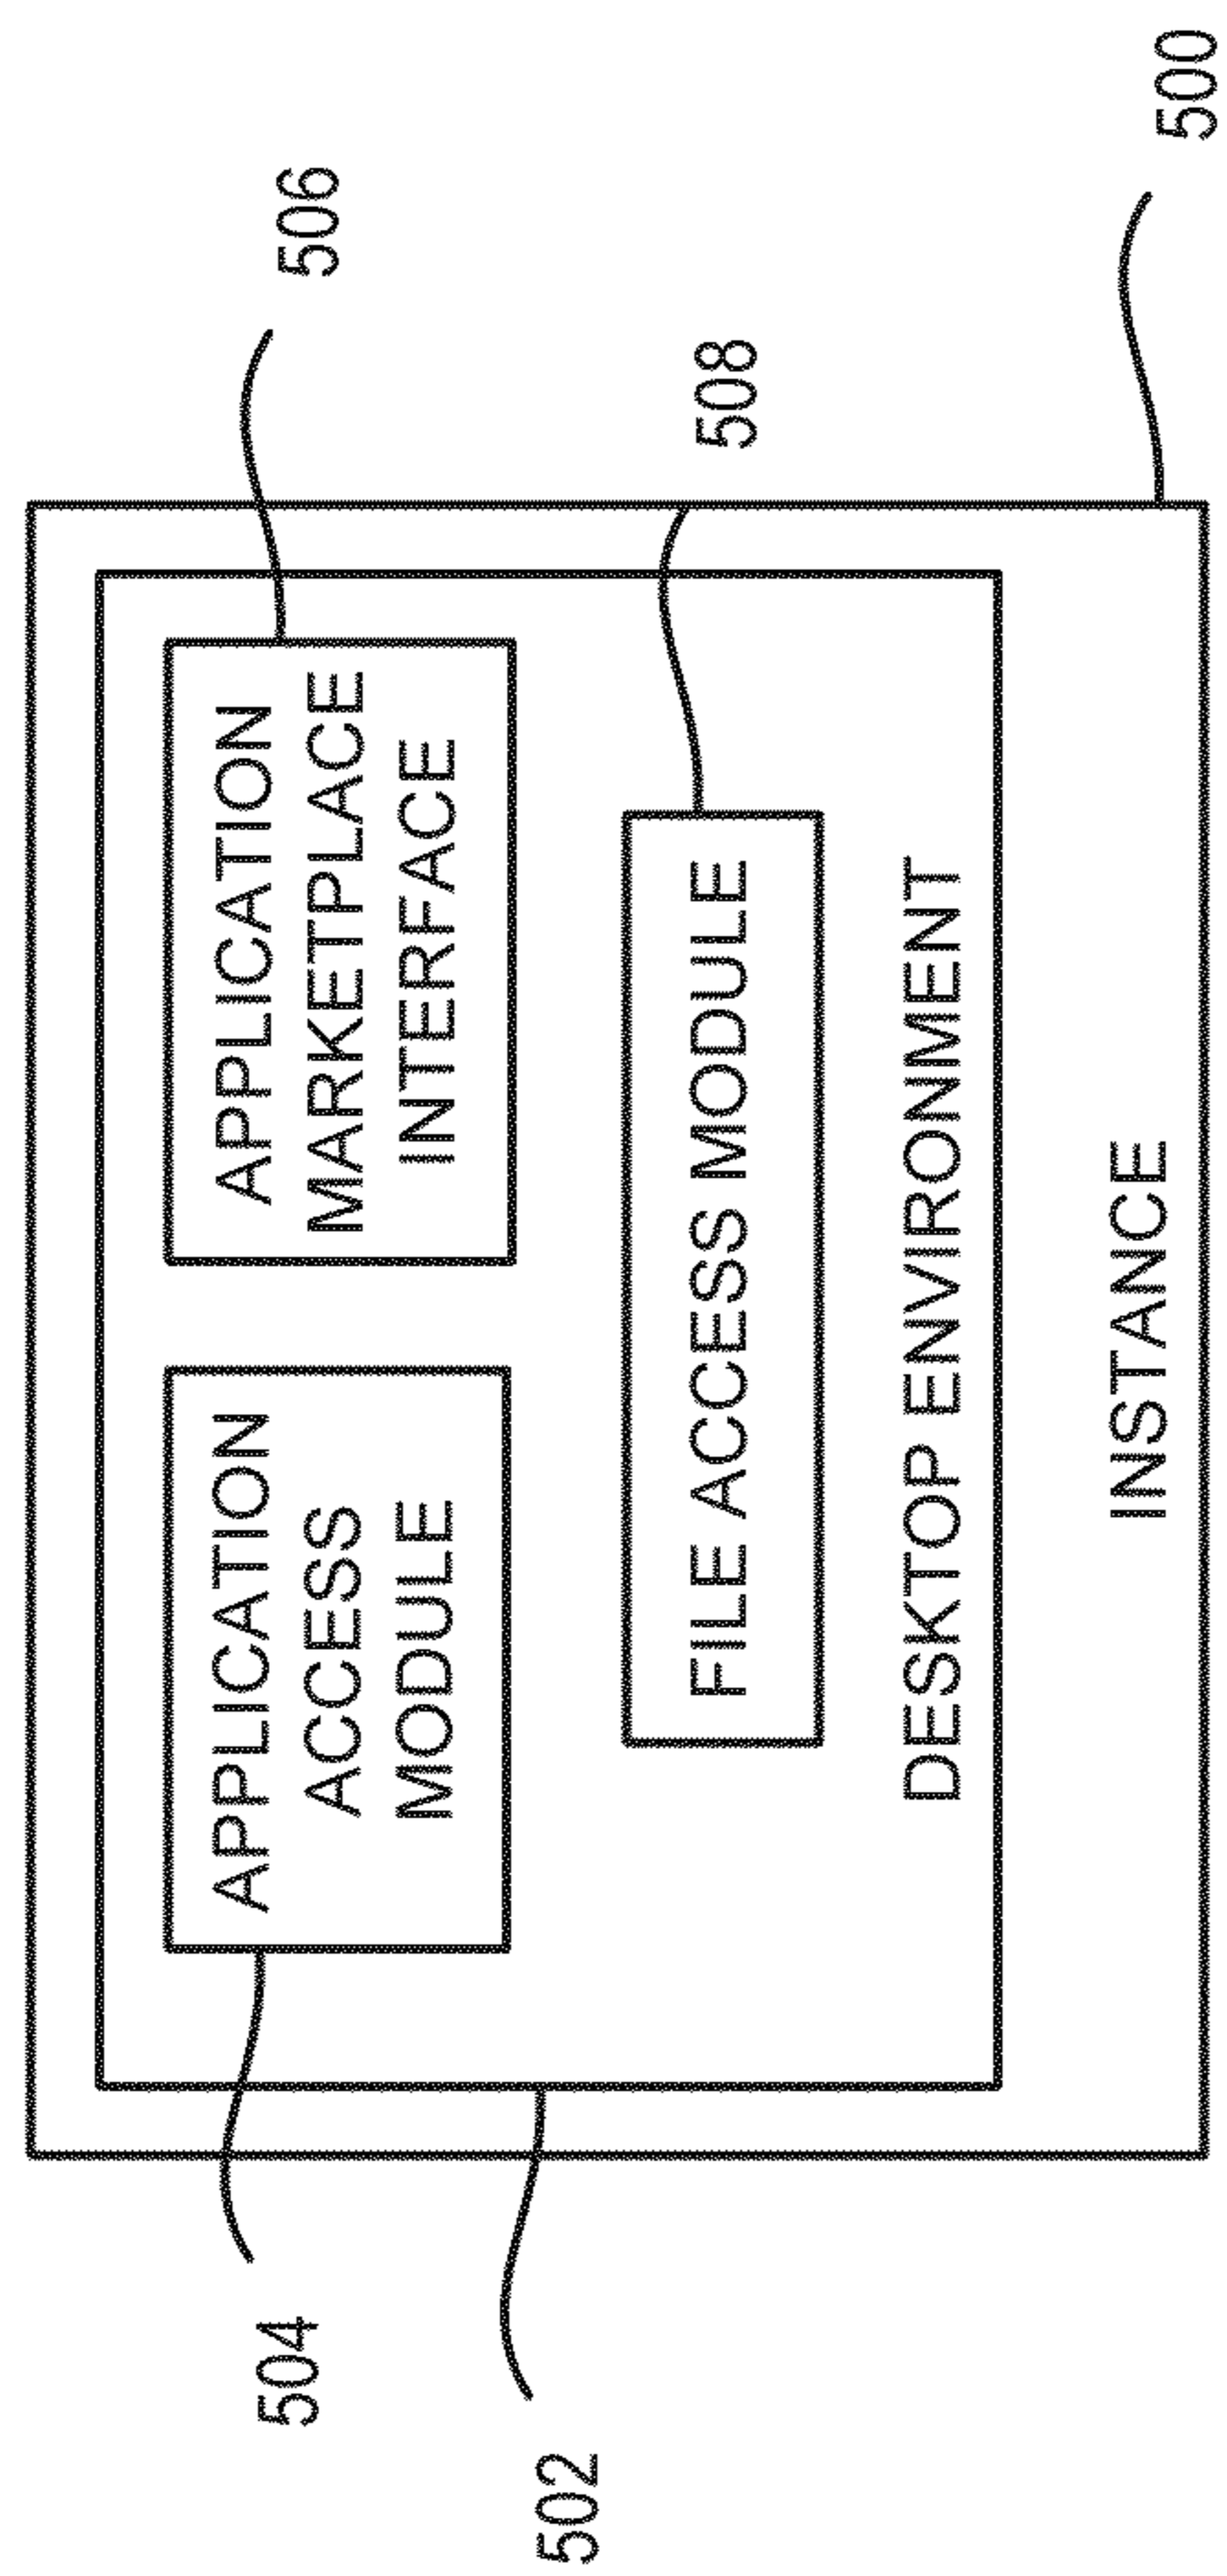 504
APPLICATION
ACCESS
MODULE
506
APPLICATION
MARKETPLACE
INTERFACE
502
508
FILE ACCESS MODULE
DESKTOP ENVIRONMENT
INSTANCE
500